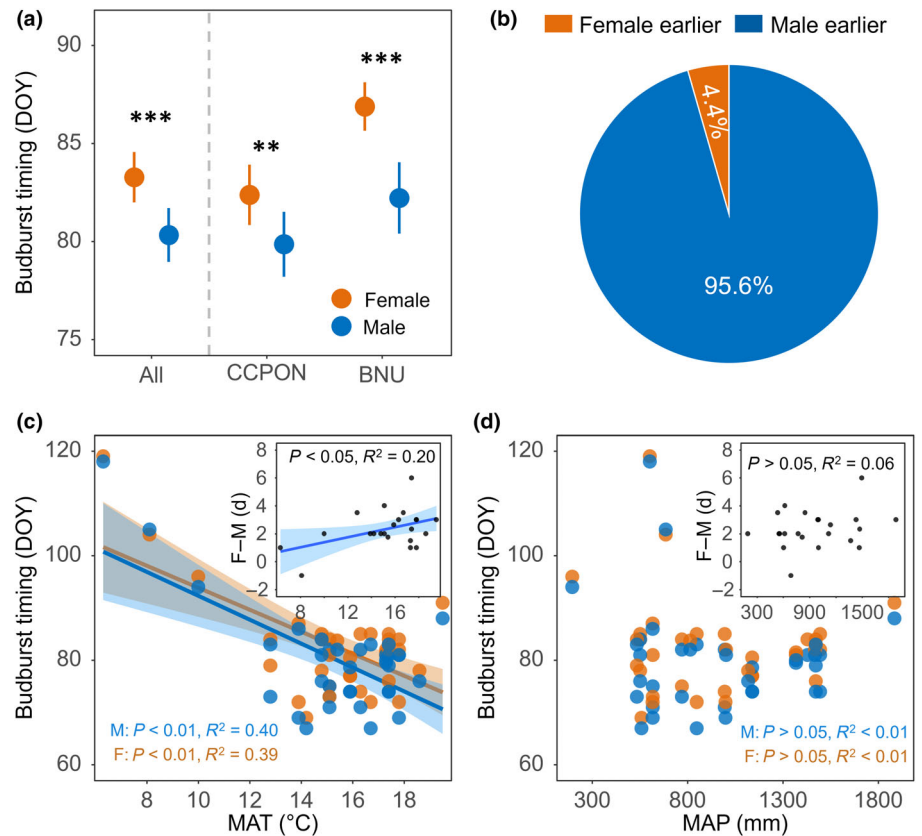 (a)
90
85
80
75
Budburst timing (DOY)
***
**
***
Female
Male
All
CCPON
BNU
(b)
Female earlier Male earlier
4.4%
95.6%
(c)
120
100
80
60
Budburst timing (DOY)
8
6
4
2
0
−2
F–M (d)
P < 0.05, R² = 0.20
8 12 16
M: P < 0.01, R² = 0.40
F: P < 0.01, R² = 0.39
8 10 12 14 16 18
MAT (°C)
(d)
120
100
80
60
Budburst timing (DOY)
8
6
4
2
0
−2
F–M (d)
P > 0.05, R² = 0.06
300 600 900 1500
M: P > 0.05, R² < 0.01
F: P > 0.05, R² < 0.01
300 800 1300 1800
MAP (mm)